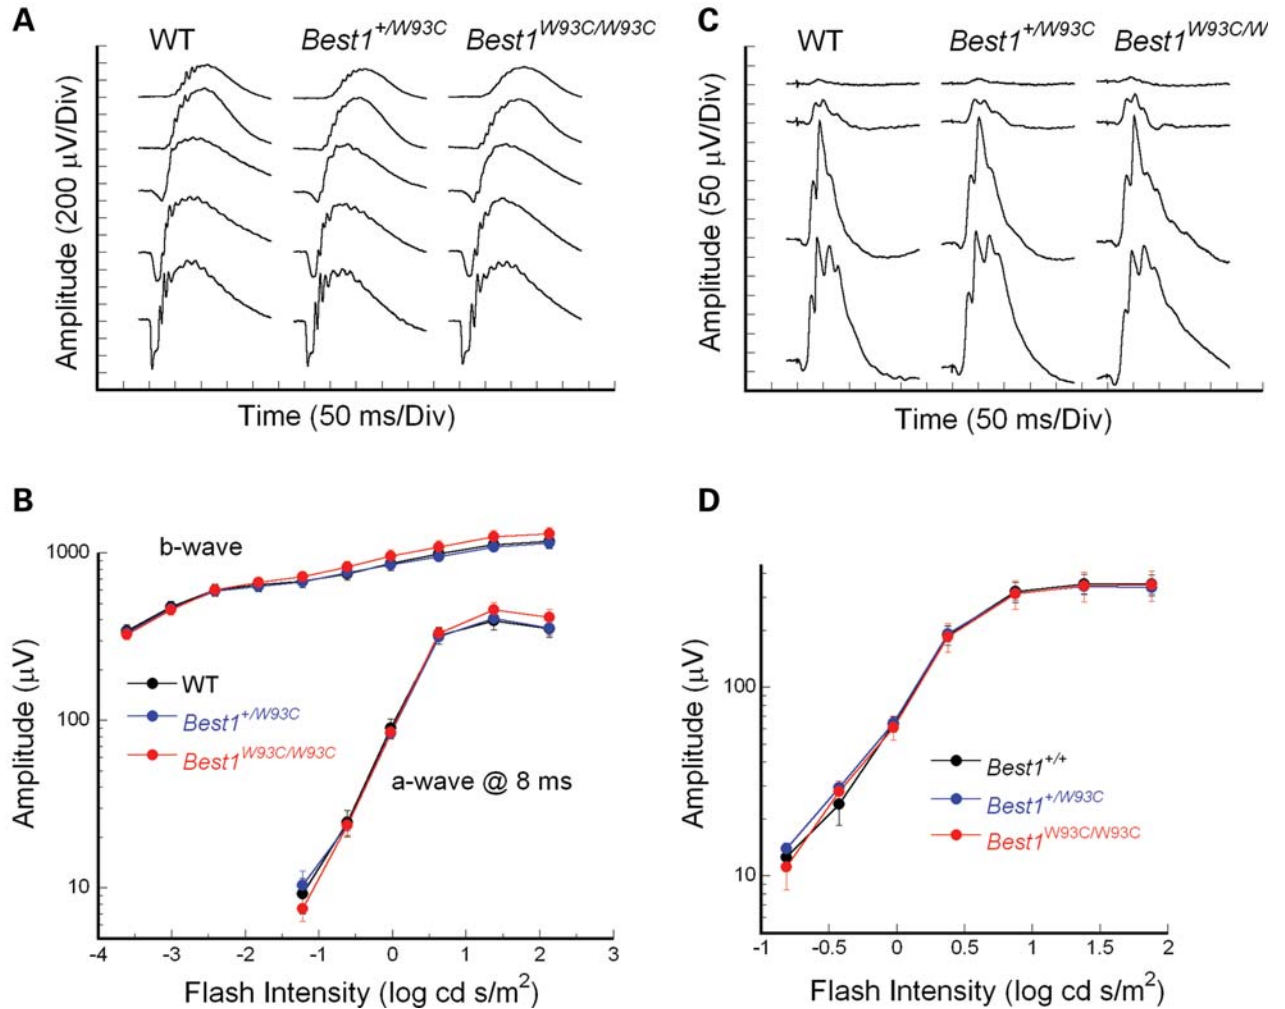 A
WT Best1+/W93C Best1W93C/W93C
Amplitude (200 μV/Div)
Time (50 ms/Div)
C
WT Best1+/W93C Best1W93C/W
Amplitude (50 μV/Div)
Time (50 ms/Div)
B
b-wave
1000
100
10
Amplitude (μV)
WT
Best1+/W93C
Best1W93C/W93C
a-wave @ 8 ms
-4 -3 -2 -1 0 1 2 3
Flash Intensity (log cd s/m2)
D
100
10
Amplitude (μV)
Best1+/+
Best1+/W93C
Best1W93C/W93C
-1 -0.5 0 0.5 1 1.5 2
Flash Intensity (log cd s/m2)